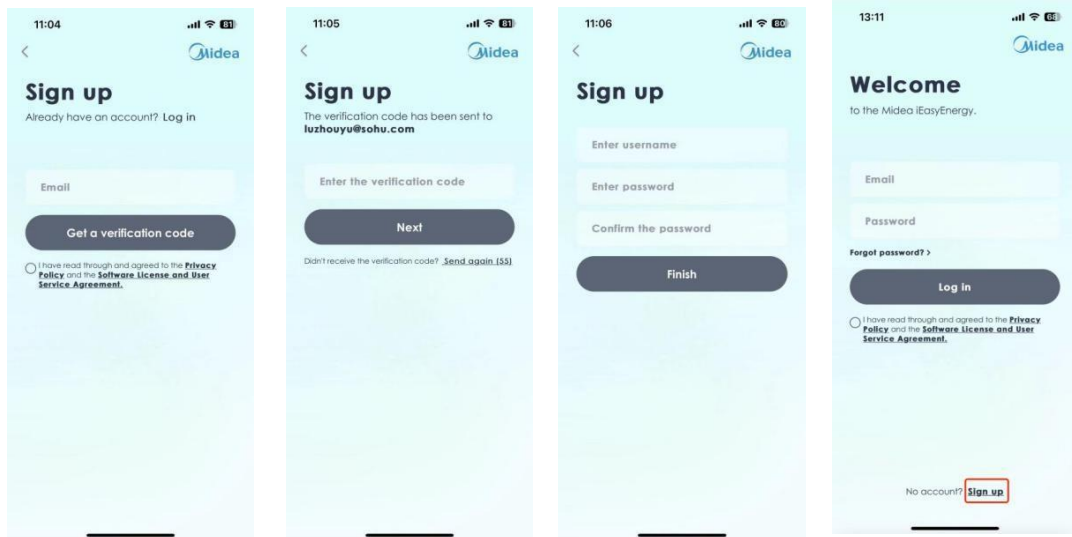 11:04
81
Midea
Sign up
Already have an account? Log in
Email
Get a verification code
I have read through and agreed to the Privacy
Policy and the Software License and User
Service Agreement.
11:05
81
Midea
Sign up
The verification code has been sent to
luzhouyu@sohu.com
Enter the verification code
Next
Didn't receive the verification code? Send again (55)
11:06
80
Midea
Sign up
Enter username
Enter password
Confirm the password
Finish
13:11
Midea
Welcome
to the Midea iEasyEnergy.
Email
Password
Forgot password? >
Log in
I have read through and agreed to the Privacy
Policy and the Software License and User
Service Agreement.
No account? Sign up